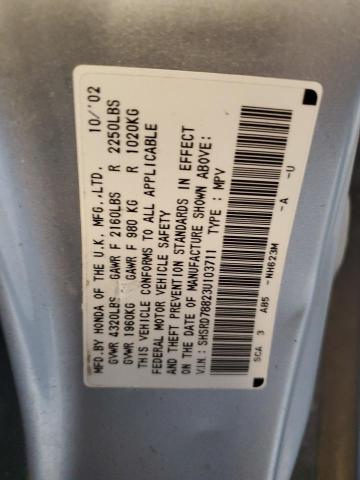 MFD.BY HONDA OF THE U.K. MFG.,LTD. 10/'02
GVWR 4320LBS GAWR F 2160LBS R 2250LBS
GVWR 1960KG GAWR F 980 KG R 1020KG
THIS VEHICLE CONFORMS TO ALL APPLICABLE
FEDERAL MOTOR VEHICLE SAFETY
AND THEFT PREVENTION STANDARDS IN EFFECT
ON THE DATE OF MANUFACTURE SHOWN ABOVE:
V.I.N.: SHSRD78823U103711 TYPE : MPV
SCA 3 AB5 -NH623M -A -U